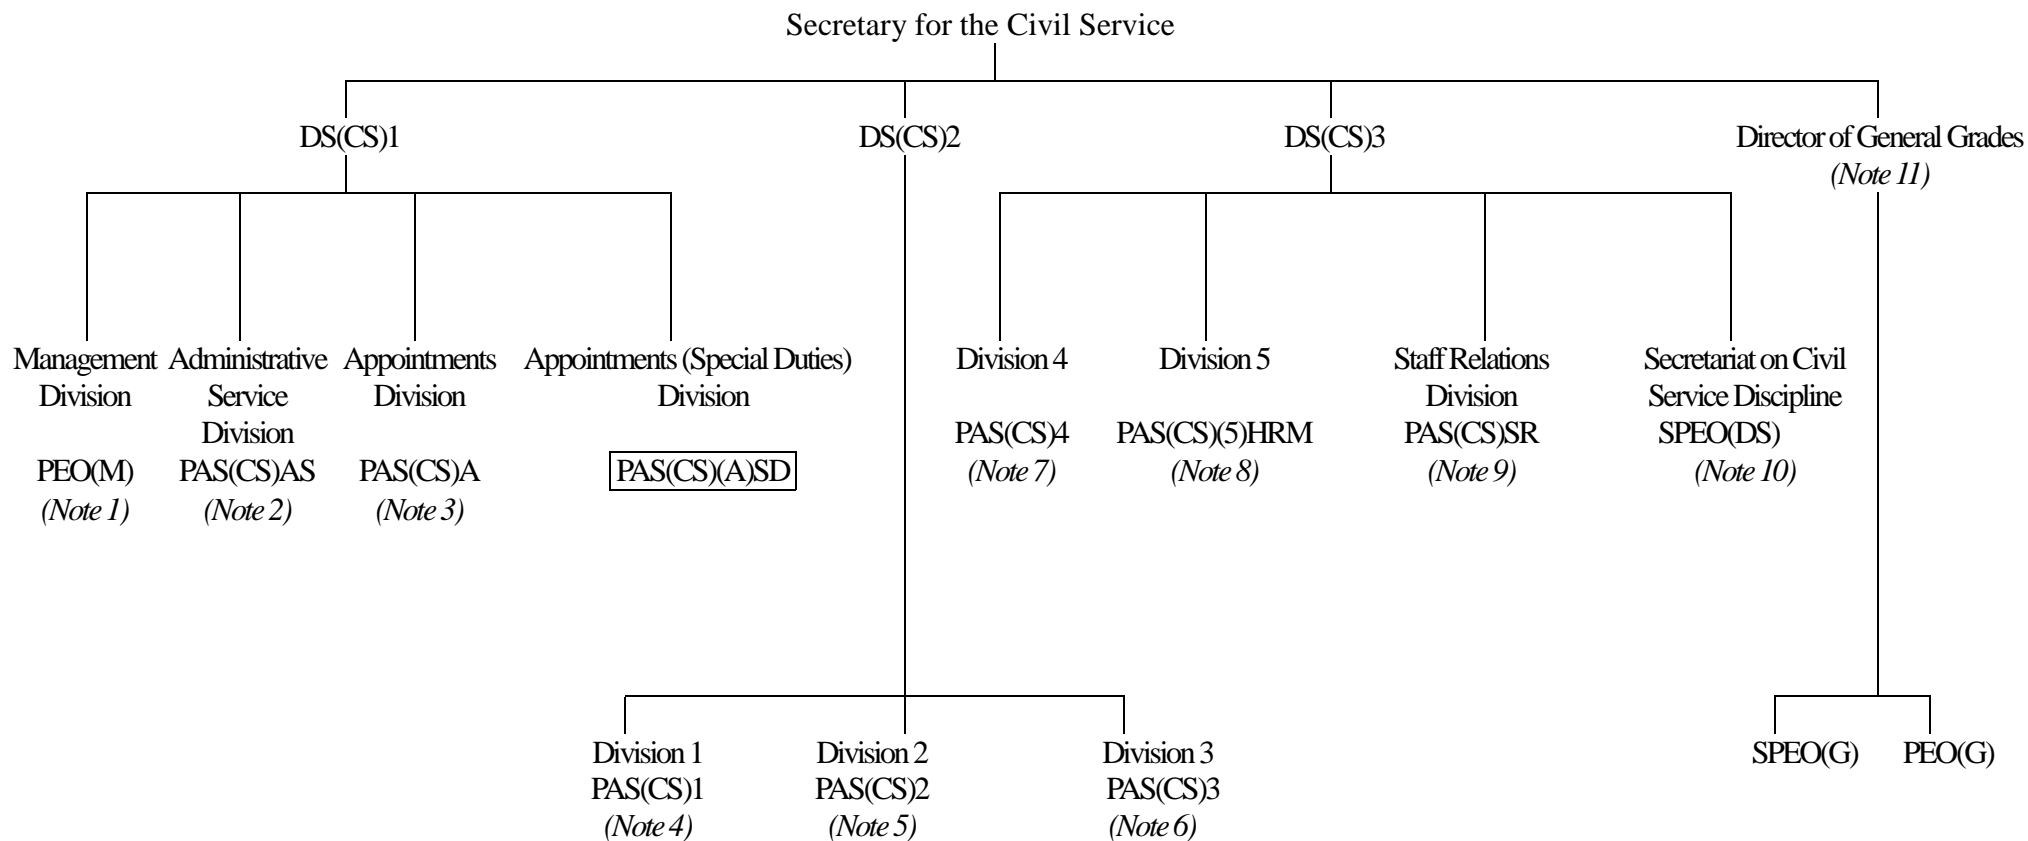 Secretary for the Civil Service
DS(CS)1
DS(CS)2
DS(CS)3
Director of General Grades
(Note 11)
Management
Division
PEO(M)
(Note 1)
Administrative
Service
Division
PAS(CS)AS
(Note 2)
Appointments
Division
PAS(CS)A
(Note 3)
Appointments (Special Duties)
Division
PAS(CS)(A)SD
Division 4
PAS(CS)4
(Note 7)
Division 5
PAS(CS)(5)HRM
(Note 8)
Staff Relations
Division
PAS(CS)SR
(Note 9)
Secretariat on Civil
Service Discipline
SPEO(DS)
(Note 10)
Division 1
PAS(CS)1
(Note 4)
Division 2
PAS(CS)2
(Note 5)
Division 3
PAS(CS)3
(Note 6)
SPEO(G)
PEO(G)